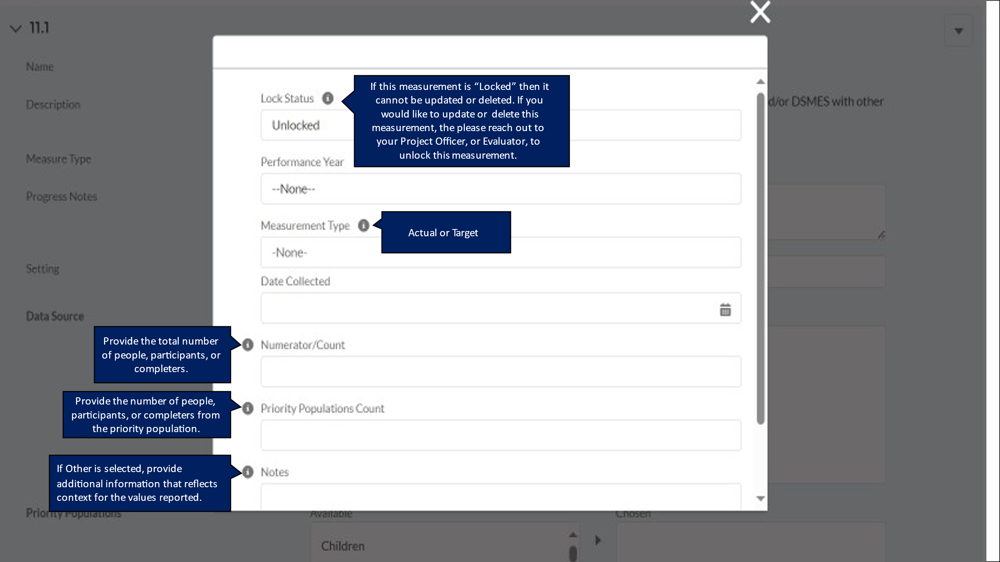 11.1
Name
Description
d/or DSMES with other
Measure Type
Progress Notes
Setting
Data Source
Lock Status
Unlocked
If this measurement is “Locked” then it
cannot be updated or deleted. If you
would like to update or  delete this
measurement, the please reach out to
your Project Officer, or Evaluator, to
unlock this measurement.
Performance Year
--None--
Measurement Type
Actual or Target
-None-
Date Collected
Provide the total number
of people, participants, or
completers.
Numerator/Count
Provide the number of people,
participants, or completers from
the priority population.
Priority Populations Count
If Other is selected, provide
additional information that reflects
context for the values reported.
Notes
Priority Populations
Available
Chosen
Children